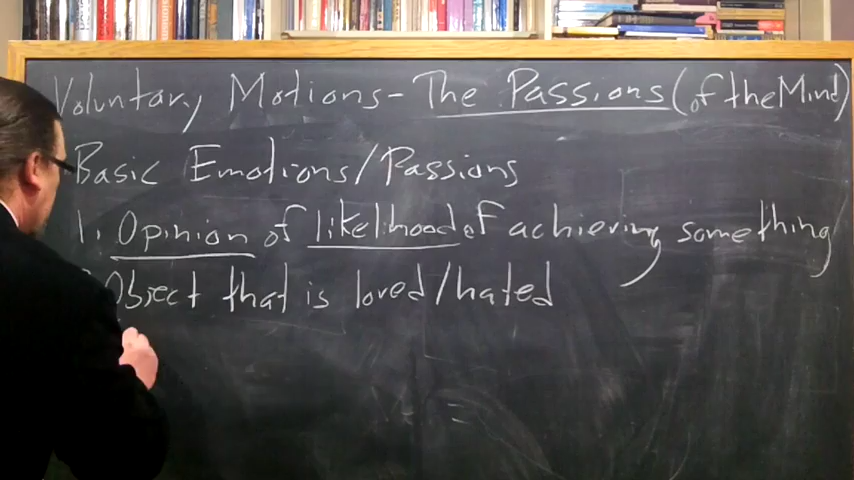 Voluntary Motions - The Passions (of the Mind)
Basic Emotions/Passions
1. Opinion of likelihood of achieving something
Object that is loved/hated